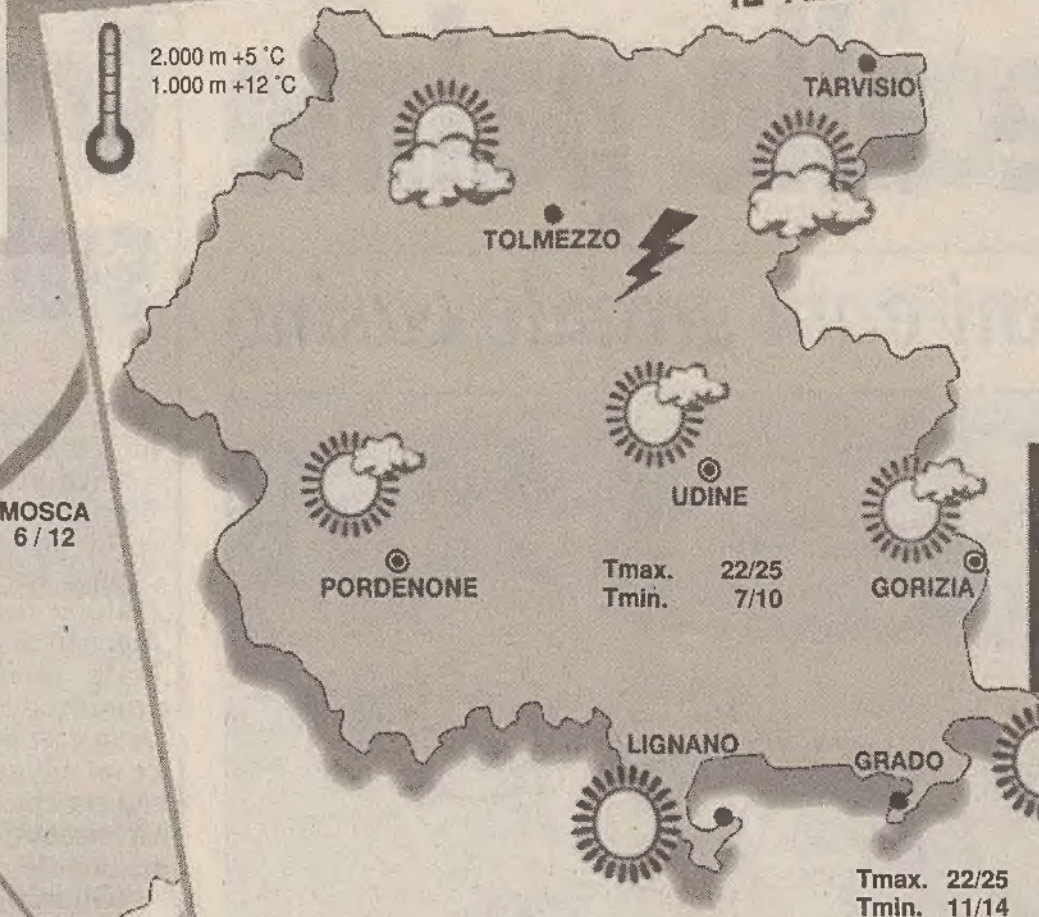 2.000 m +5 °C
1.000 m +12 °C
TARVISIO
TOLMEZZO
UDINE
MOSCA
6 / 12
PORDENONE
Tmax. 22/25
Tmin. 7/10
GORIZIA
LIGNANO
GRADO
Tmax. 22/25
Tmin. 11/14